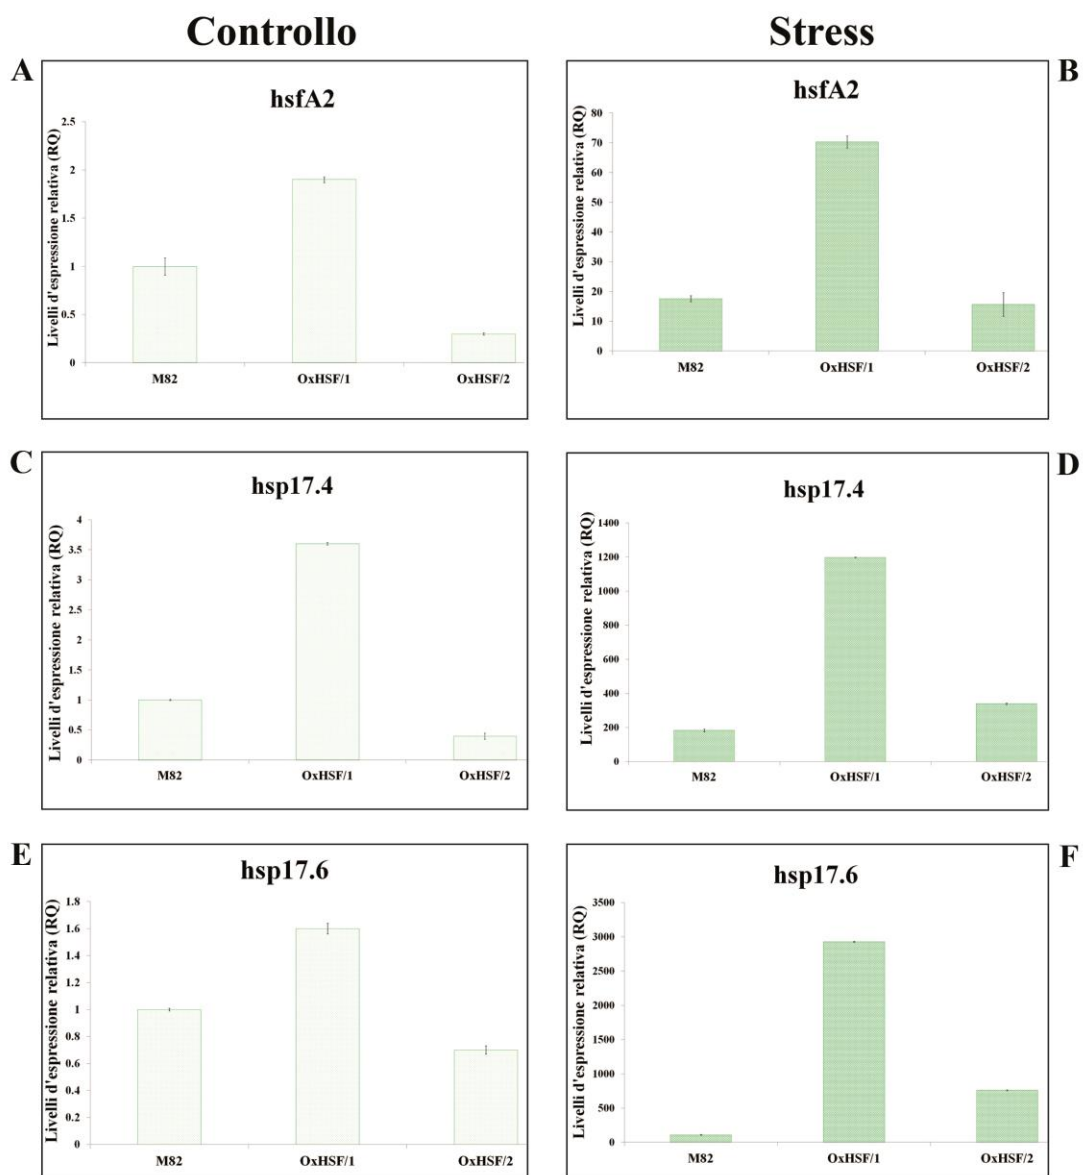 Controllo
Stress
A
B
hsfA2
Livelli d'espressione relativa (RQ)
2.5
2
1.5
1
0.5
0
M82 OxHSF/1 OxHSF/2
hsfA2
Livelli d'espressione relativa (RQ)
80
70
60
50
40
30
20
10
0
M82 OxHSF/1 OxHSF/2
C
D
hsp17.4
Livelli d'espressione relativa (RQ)
4
3.5
3
2.5
2
1.5
1
0.5
0
M82 OxHSF/1 OxHSF/2
hsp17.4
Livelli d'espressione relativa (RQ)
1400
1200
1000
800
600
400
200
0
M82 OxHSF/1 OxHSF/2
E
F
hsp17.6
Livelli d'espressione relativa (RQ)
1.8
1.6
1.4
1.2
1
0.8
0.6
0.4
0.2
0
M82 OxHSF/1 OxHSF/2
hsp17.6
Livelli d'espressione relativa (RQ)
3500
3000
2500
2000
1500
1000
500
0
M82 OxHSF/1 OxHSF/2